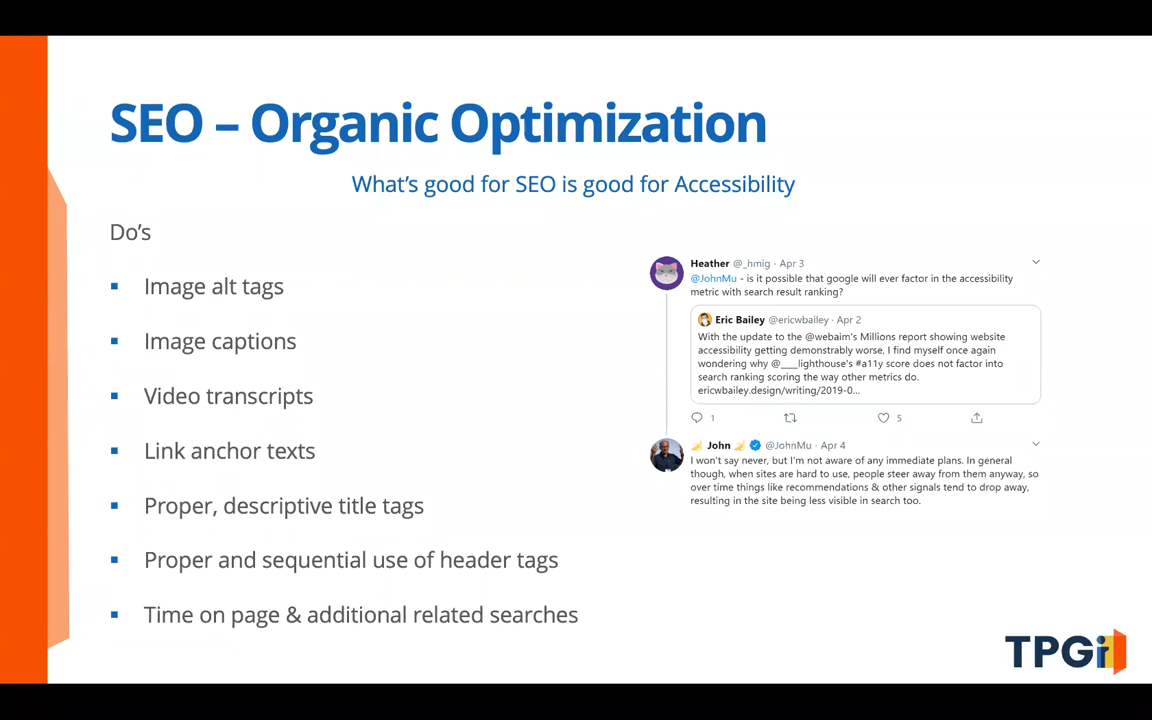 SEO – Organic Optimization
What's good for SEO is good for Accessibility
Do's
Image alt tags
Image captions
Video transcripts
Link anchor texts
Proper, descriptive title tags
Proper and sequential use of header tags
Time on page & additional related searches
Heather @_hmig · Apr 3
@JohnMu - is it possible that google will ever factor in the accessibility
metric with search result ranking?
Eric Bailey @ericwbailey · Apr 2
With the update to the @webaim's Millions report showing website
accessibility getting demonstrably worse, I find myself once again
wondering why @____lighthouse's #a11y score does not factor into
search ranking scoring the way other metrics do.
ericwbailey.design/writing/2019-0...
1
5
John @JohnMu · Apr 4
I won't say never, but I'm not aware of any immediate plans. In general
though, when sites are hard to use, people steer away from them anyway, so
over time things like recommendations & other signals tend to drop away,
resulting in the site being less visible in search too.
TPGi